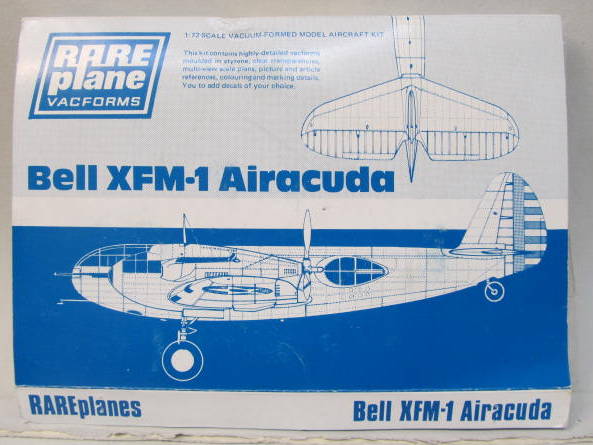 RARE
plane
VACFORMS
1:72 SCALE VACUUM-FORMED MODEL AIRCRAFT KIT
This kit contains highly-detailed vacforms
moulded in styrene, clear transparencies,
multi-view scale plans, picture and article
references, colouring and marking details.
You to add decals of your choice.
Bell XFM-1 Airacuda
RAREplanes
Bell XFM-1 Airacuda